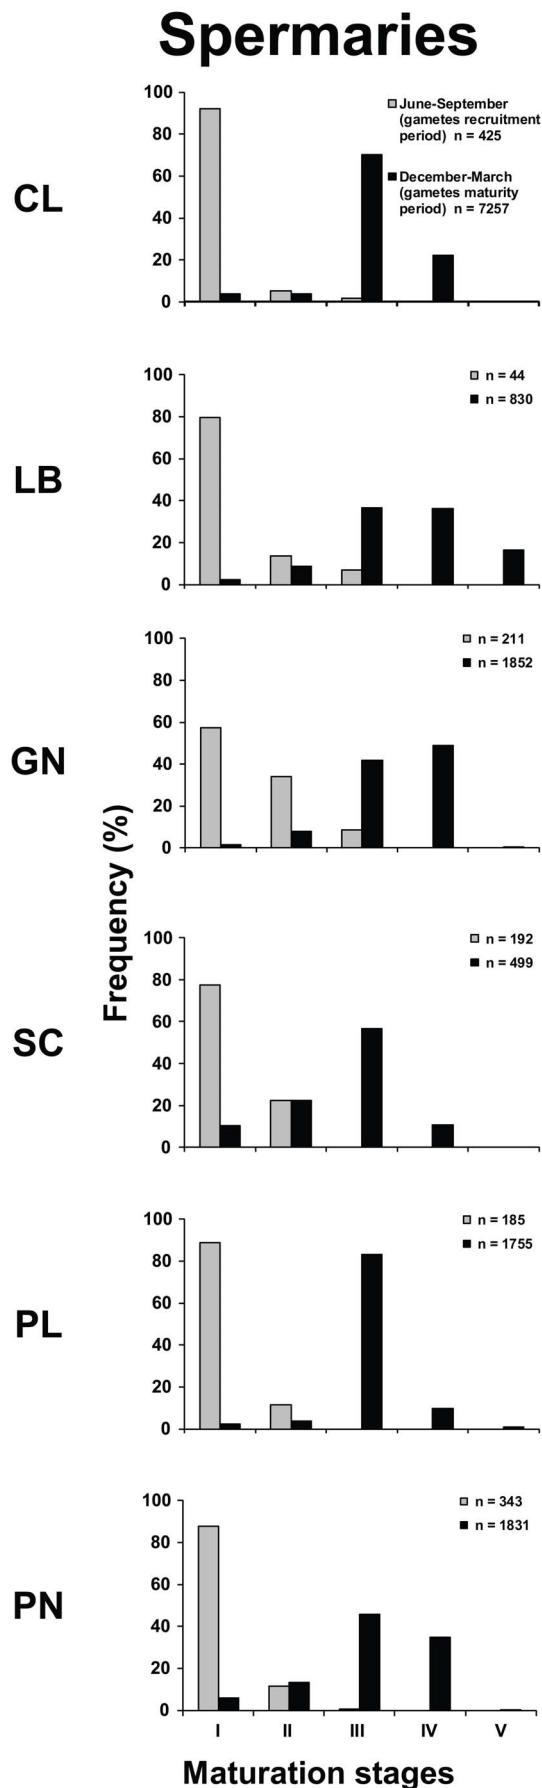 Spermaries
CL
100
80
60
40
20
0
June-September
(gametes recruitment
period) n = 425
December-March
(gametes maturity
period) n = 7257
LB
100
80
60
40
20
0
n = 44
n = 830
GN
100
80
60
40
20
0
n = 211
n = 1852
Frequency (%)
SC
100
80
60
40
20
0
n = 192
n = 499
PL
100
80
60
40
20
0
n = 185
n = 1755
PN
100
80
60
40
20
0
n = 343
n = 1831
I II III IV V
Maturation stages